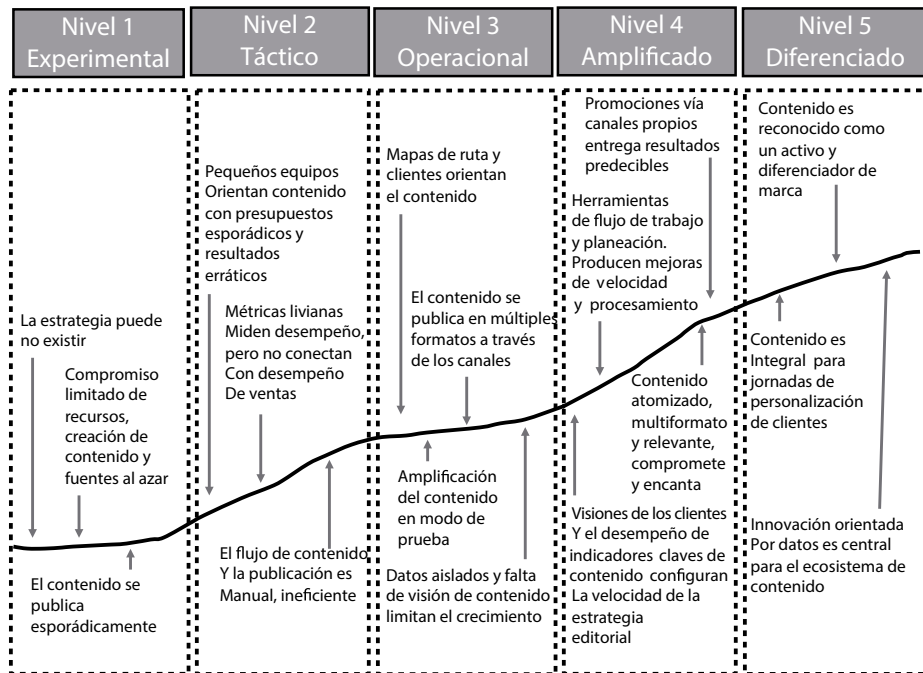 Nivel 1
Experimental
Nivel 2
Táctico
Nivel 3
Operacional
Nivel 4
Amplificado
Nivel 5
Diferenciado
La estrategia puede
no existir
Compromiso
limitado de
recursos,
creación de
contenido y
fuentes al azar
El contenido se
publica
esporádicamente
Pequeños equipos
Orientan contenido
con presupuestos
esporádicos y
resultados
erráticos
Métricas livianas
Miden desempeño,
pero no conectan
Con desempeño
De ventas
El flujo de contenido
Y la publicación es
Manual, ineficiente
Mapas de ruta y
clientes orientan
el contenido
El contenido se
publica en múltiples
formatos a través
de los canales
Amplificación
del contenido
en modo de
prueba
Datos aislados y falta
de visión de contenido
limitan el crecimiento
Promociones vía
canales propios
entrega resultados
predecibles
Herramientas
de flujo de trabajo
y planeación.
Producen mejoras
de velocidad
y procesamiento
Contenido
atomizado,
multiformato
y relevante,
compromete
y encanta
Visiones de los clientes
Y el desempeño de
indicadores claves de
contenido configuran
La velocidad de la
estrategia
editorial
Contenido es
reconocido como
un activo y
diferenciador de
marca
Contenido es
Integral para
jornadas de
personalización
de clientes
Innovación orientada
Por datos es central
para el ecosistema de
contenido